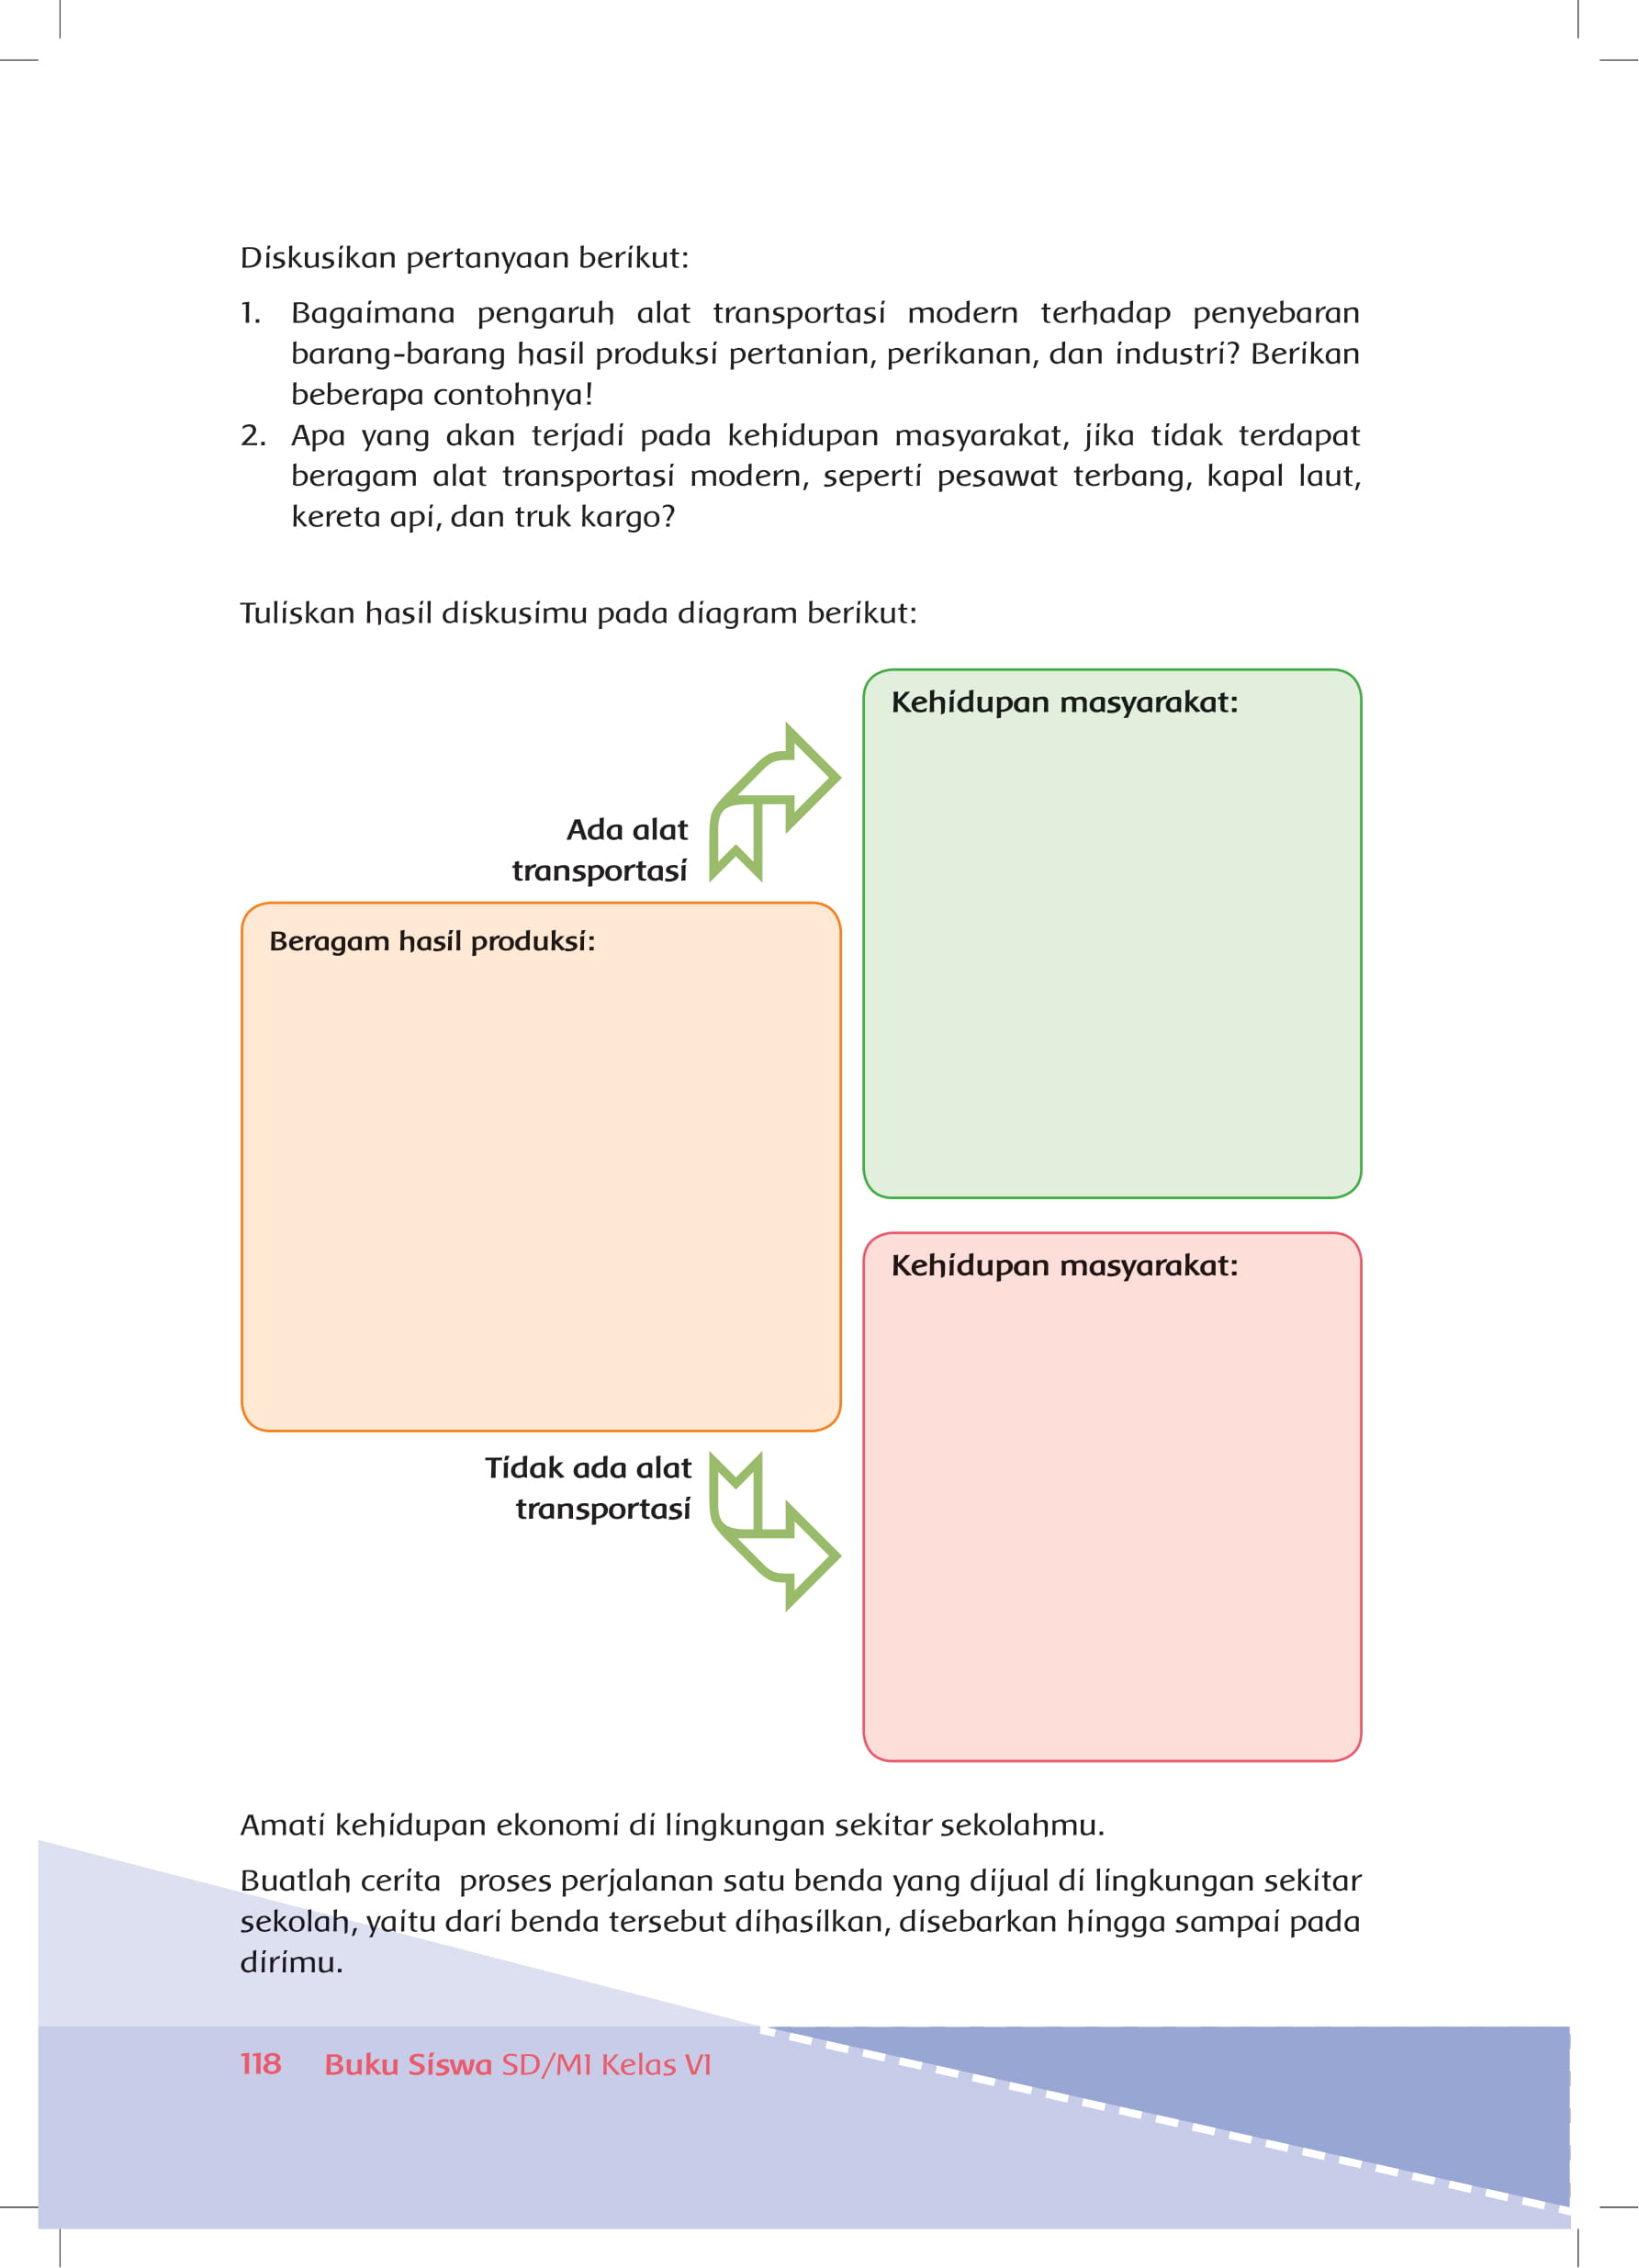 Diskusikan pertanyaan berikut:
1. Bagaimana pengaruh alat transportasi modern terhadap penyebaran
barang-barang hasil produksi pertanian, perikanan, dan industri? Berikan
beberapa contohnya!
2. Apa yang akan terjadi pada kehidupan masyarakat, jika tidak terdapat
beragam alat transportasi modern, seperti pesawat terbang, kapal laut,
kereta api, dan truk kargo?
Tuliskan hasil diskusimu pada diagram berikut:
Kehidupan masyarakat:
Ada alat
transportasi
Beragam hasil produksi:
Kehidupan masyarakat:
Tidak ada alat
transportasi
Amati kehidupan ekonomi di lingkungan sekitar sekolahmu.
Buatlah cerita proses perjalanan satu benda yang dijual di lingkungan sekitar
sekolah, yaitu dari benda tersebut dihasilkan, disebarkan hingga sampai pada
dirimu.
118 Buku Siswa SD/MI Kelas VI